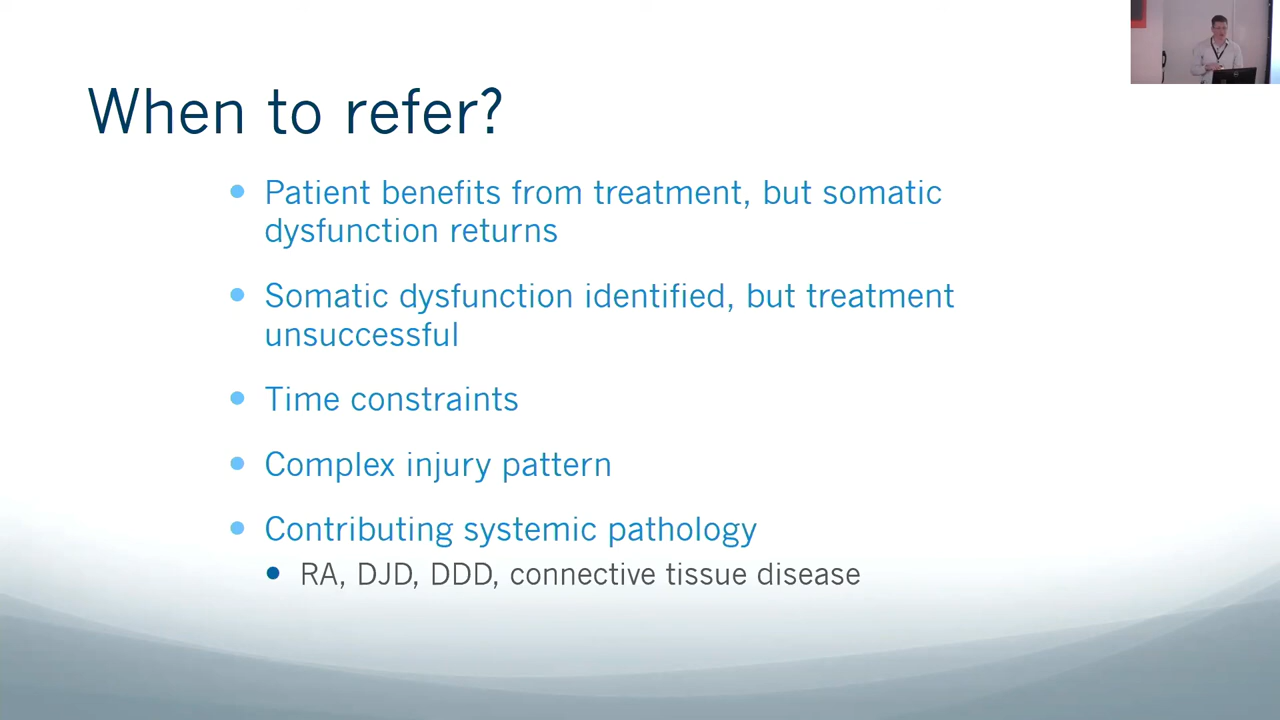 When to refer?
Patient benefits from treatment, but somatic
dysfunction returns
Somatic dysfunction identified, but treatment
unsuccessful
Time constraints
Complex injury pattern
Contributing systemic pathology
RA, DJD, DDD, connective tissue disease